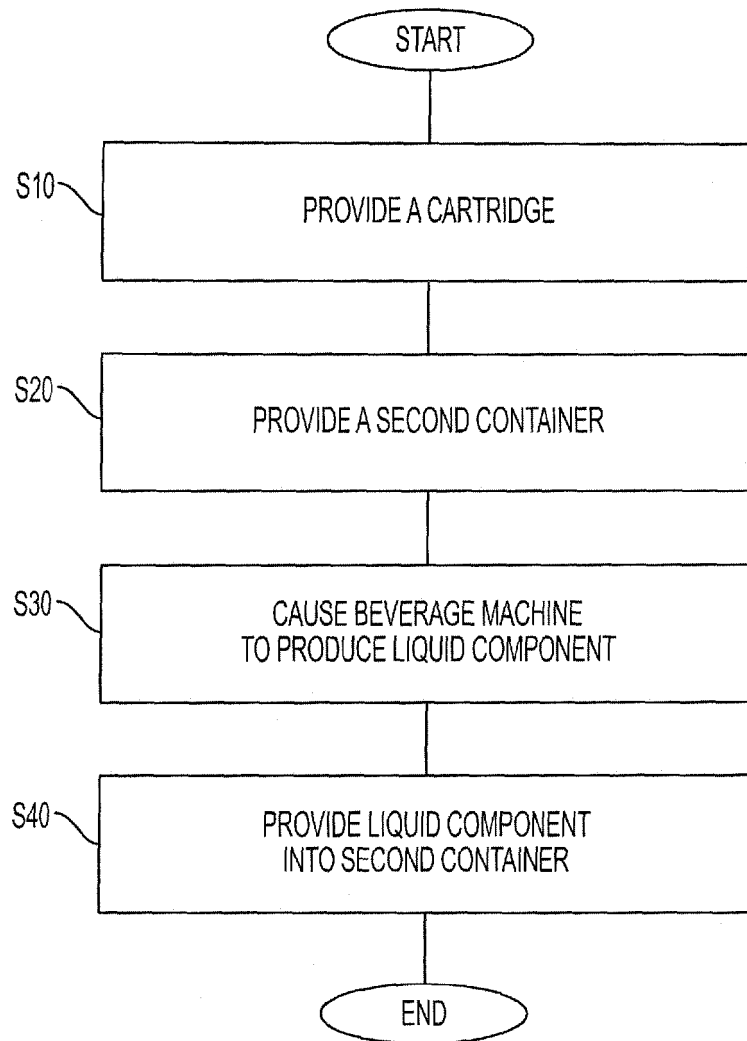 START
S10
PROVIDE A CARTRIDGE
S20
PROVIDE A SECOND CONTAINER
S30
CAUSE BEVERAGE MACHINE
TO PRODUCE LIQUID COMPONENT
S40
PROVIDE LIQUID COMPONENT
INTO SECOND CONTAINER
END